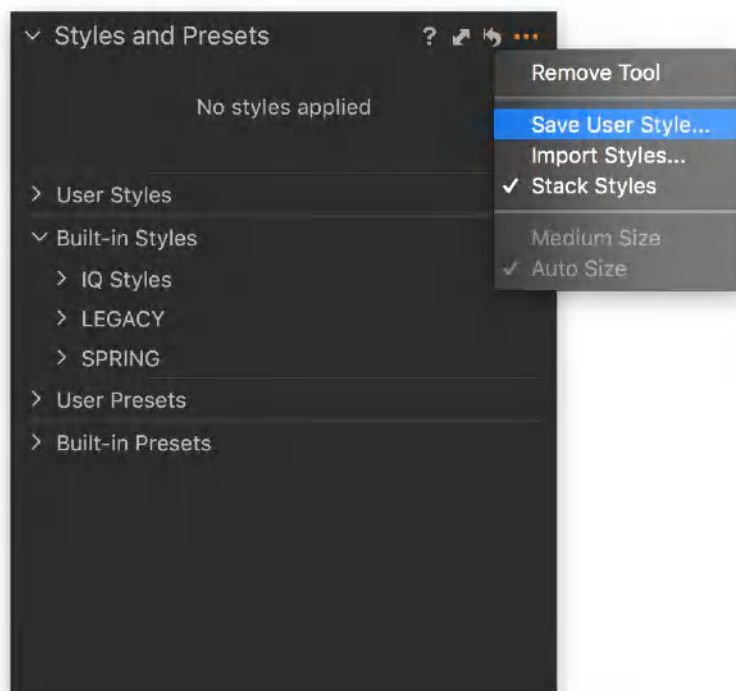 Styles and Presets
?
Remove Tool
No styles applied
Save User Style...
Import Styles...
Stack Styles
User Styles
Built-in Styles
Medium Size
Auto Size
IQ Styles
LEGACY
SPRING
User Presets
Built-in Presets